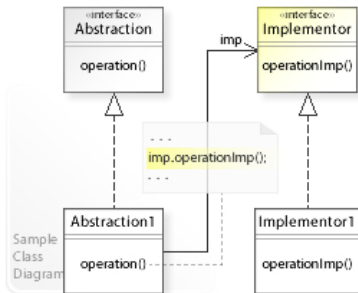 «interface»
Abstraction
operation()
«interface»
Implementor
operationImp()
imp
- - -
imp.operationImp();
- - -
Abstraction1
operation()
Implementor1
operationImp()
Sample
Class
Diagram